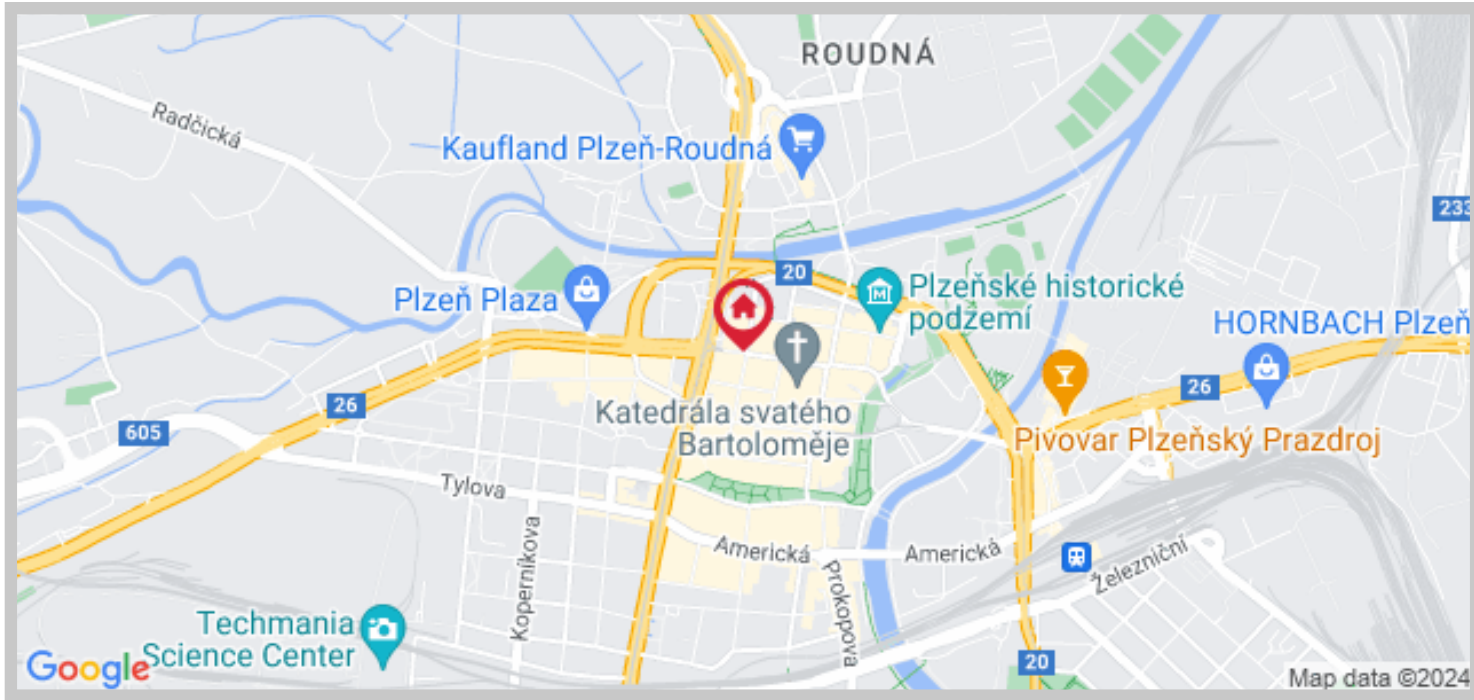 ROUDNÁ
Radčická
Kaufland Plzeň-Roudná
233
20
Plzeňské historické
podzemí
Plzeň Plaza
HORNBACH Plzeň
26
26
Katedrála svatého
Bartoloměje
605
Pivovar Plzeňský Prazdroj
Tylova
Koperníkova
Americká
Americká
Prokopova
Železniční
Techmania
Science Center
20
Google
Map data ©2024